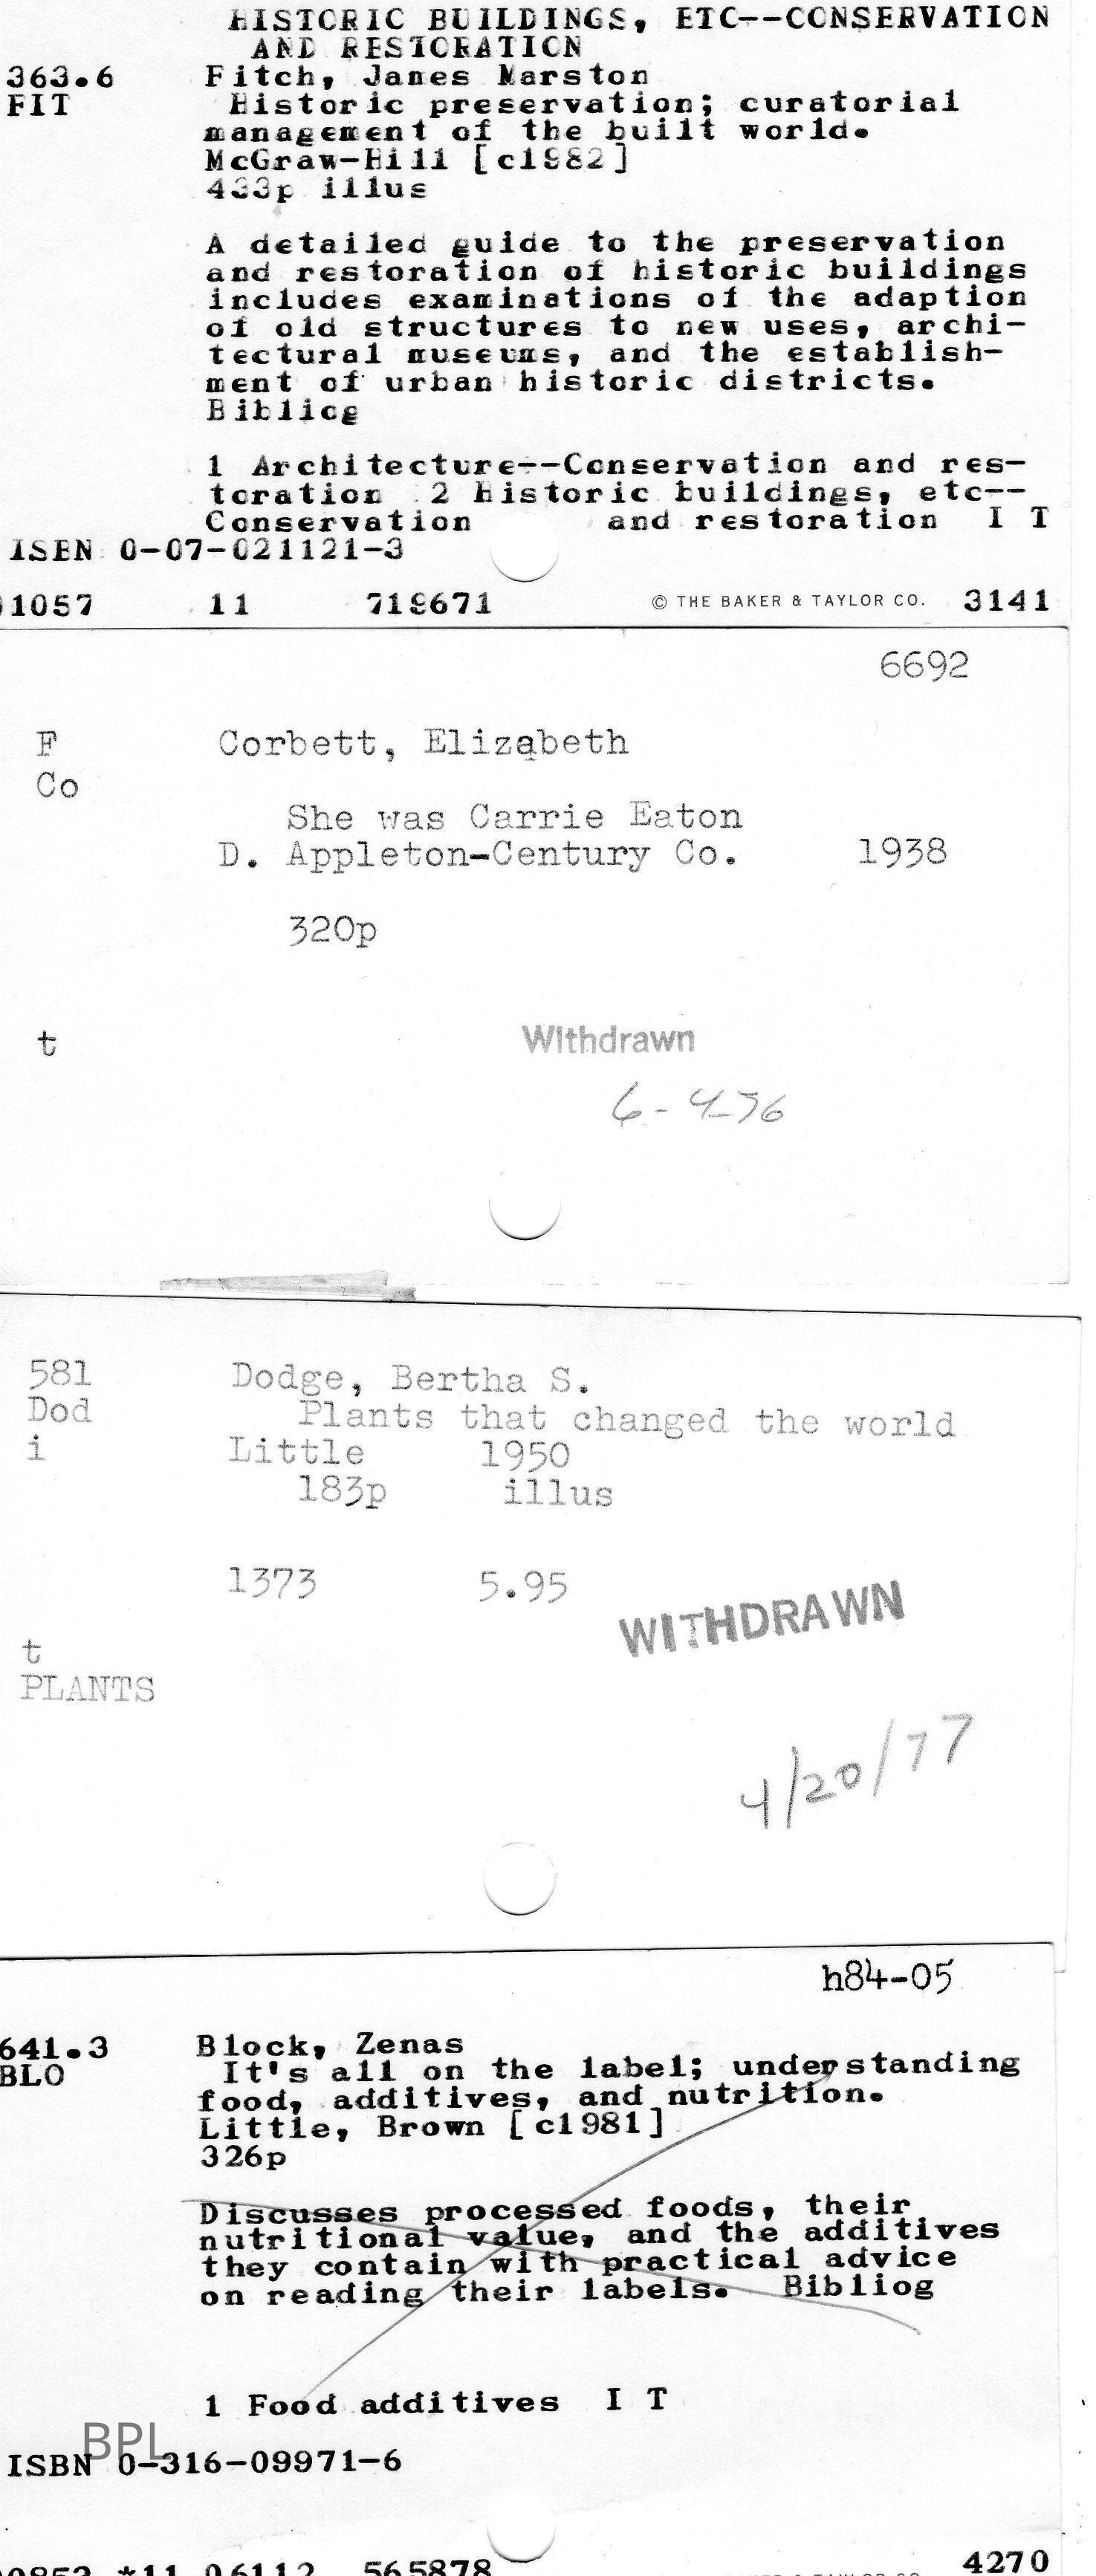 HISTORIC BUILDINGS, ETC--CONSERVATION
AND RESTORATION
363.6 Fitch, James Marston
FIT Historic preservation; curatorial
management of the built world.
McGraw-Hill [c1982]
433p illus
A detailed guide to the preservation
and restoration of historic buildings
includes examinations of the adaption
of old structures to new uses, archi-
tectural museums, and the establish-
ment of urban historic districts.
Bibliog
1 Architecture--Conservation and res-
toration 2 Historic buildings, etc--
Conservation and restoration I T
ISBN 0-07-021121-3
1057 11 719671 © THE BAKER & TAYLOR CO. 3141
6692
F Corbett, Elizabeth
Co
She was Carrie Eaton
D. Appleton-Century Co. 1938
320p
t Withdrawn
6-4-76
581 Dodge, Bertha S.
Dod Plants that changed the world
i Little 1950
183p illus
1373 5.95
WITHDRAWN
t
PLANTS
4/20/77
h84-05
641.3 Block, Zenas
BLO It's all on the label; understanding
food, additives, and nutrition.
Little, Brown [c1981]
326p
Discusses processed foods, their
nutritional value, and the additives
they contain with practical advice
on reading their labels. Bibliog
1 Food additives I T
BPL
ISBN 0-316-09971-6
*11 06112 565878 4270